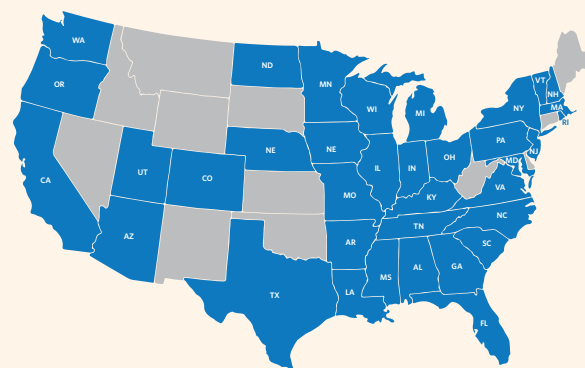 WA
OR
CA
UT
AZ
CO
ND
NE
TX
MN
NE
MO
AR
LA
WI
IL
MS
MI
IN
KY
TN
AL
OH
GA
FL
SC
NC
VA
MD
PA
NJ
NY
VT
NH
MA
RI